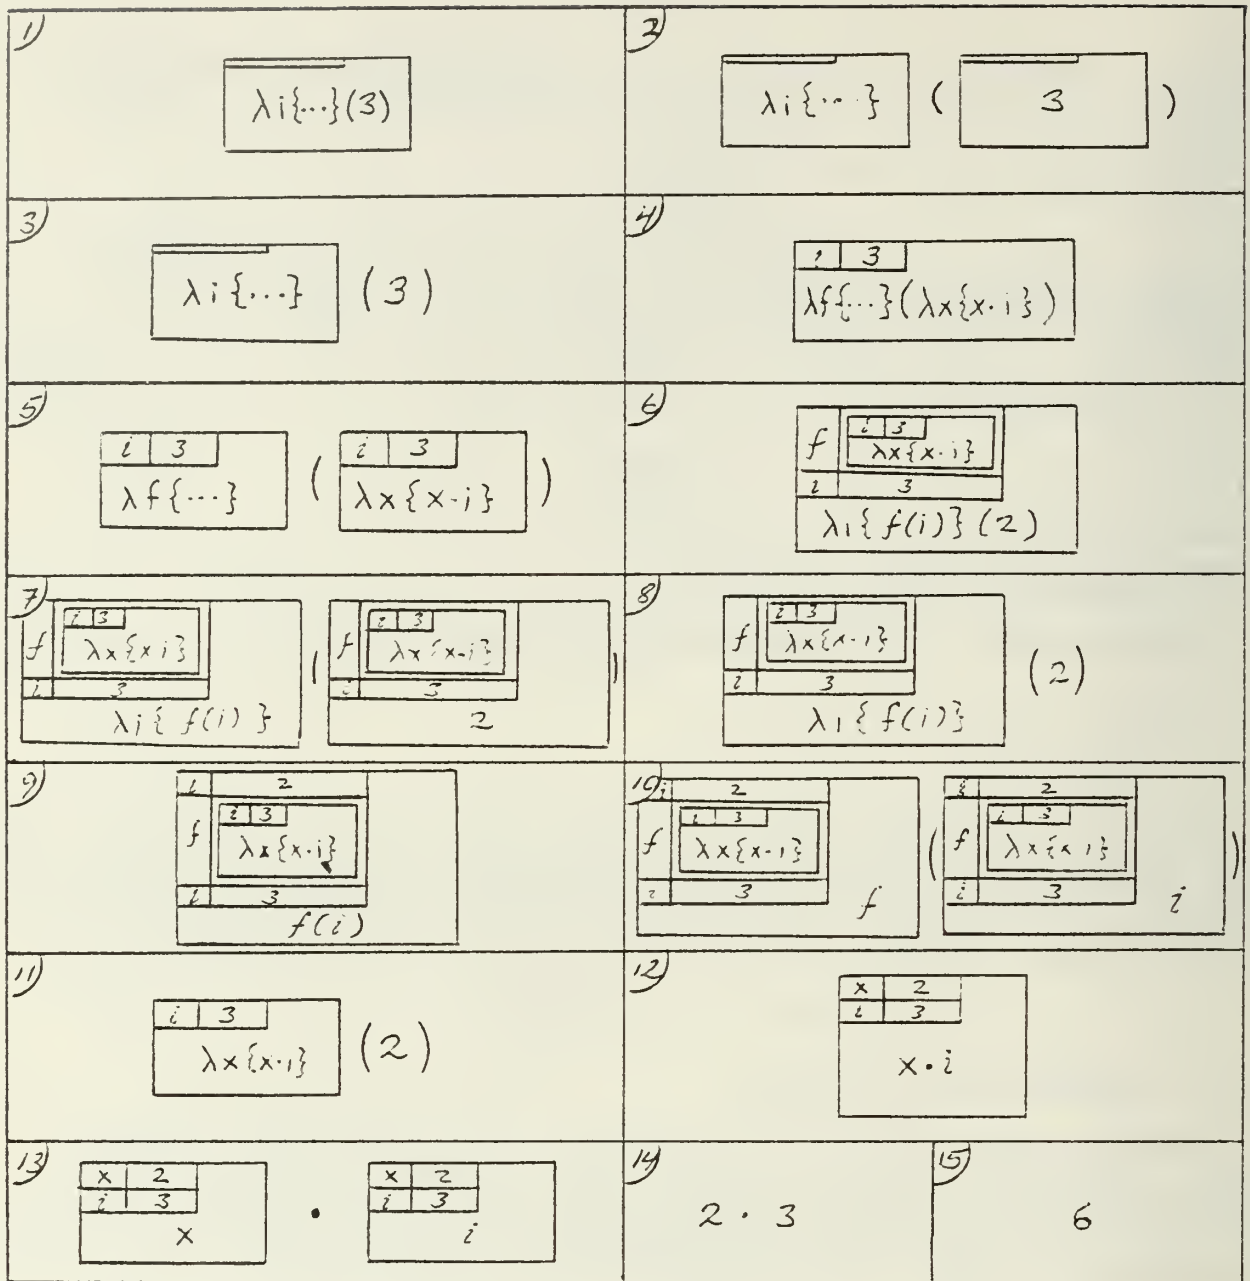 1
λi{...}(3)
2
λi{...} ( 3 )
3
λi{...} (3)
4
i 3
λf{...}(λx{x·i})
5
i 3 i 3
λf{...} ( λx{x·i} )
6
i 3
f λx{x·i}
i 3
λi{f(i)}(2)
7
i 3 i 3
f λx{x·i} ( f λx{x·i} )
i 3 i 3
λi{f(i)} 2
8
i 3
f λx{x·i} (2)
i 3
λi{f(i)}
9
i 2
i 3
f λx{x·i}
i 3
f(i)
10
i 2 i 2
i 3 i 3
f λx{x·i} ( f λx{x·i} )
i 3 i 3
f i
11
i 3
λx{x·i} (2)
12
x 2
i 3
x·i
13
x 2 x 2
i 3 · i 3
x i
14
2 · 3
15
6